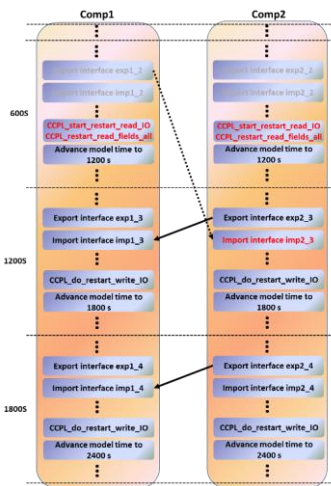 Comp1
Comp2
Export interface exp1_2
Export interface exp2_2
Import interface imp1_2
Import interface imp2_2
600S
CCPL_start_restart_read_IO
CCPL_restart_read_fields_all
CCPL_start_restart_read_IO
CCPL_restart_read_fields_all
Advance model time to
1200 s
Advance model time to
1200 s
Export interface exp1_3
Export interface exp2_3
Import interface imp1_3
Import interface imp2_3
1200S
CCPL_do_restart_write_IO
CCPL_do_restart_write_IO
Advance model time to
1800 s
Advance model time to
1800 s
Export interface exp1_4
Export interface exp2_4
Import interface imp1_4
Import interface imp2_4
1800S
CCPL_do_restart_write_IO
CCPL_do_restart_write_IO
Advance model time to
2400 s
Advance model time to
2400 s